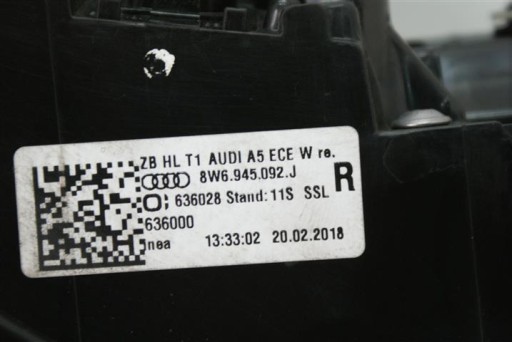 ZB HL T1 AUDI A5 ECE W re.
8W6.945.092.J R
636028 Stand: 11S SSL
636000
nea 13:33:02 20.02.2018